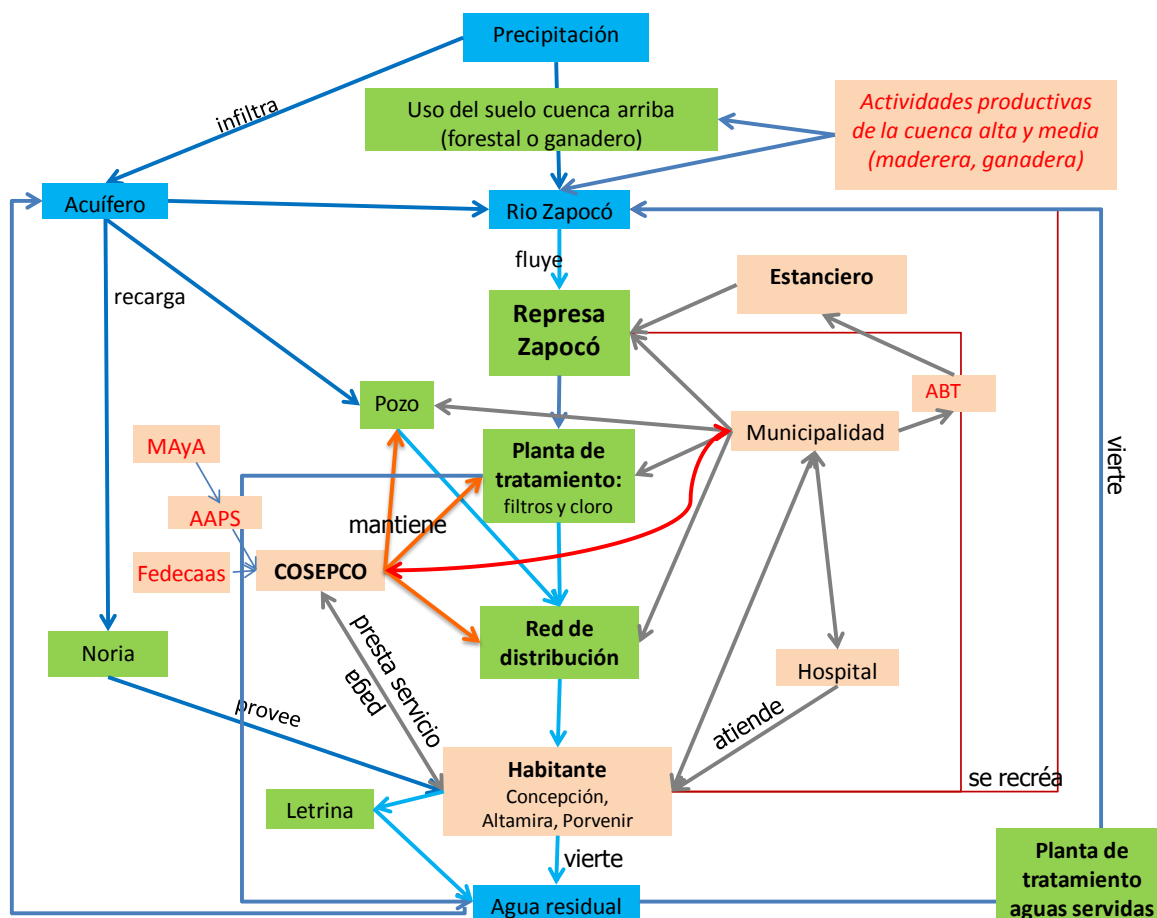 Precipitación
infiltra
Uso del suelo cuenca arriba
(forestal o ganadero)
Actividades productivas
de la cuenca alta y media
(maderera, ganadera)
Acuífero
Rio Zapocó
fluye
Estanciero
recarga
Represa
Zapocó
Pozo
ABT
Municipalidad
MAyA
Planta de
tratamiento:
filtros y cloro
vierte
AAPS
mantiene
Fedecaas
COSEPCO
Red de
distribución
Noria
presta servicio
paga
Hospital
provee
atiende
Habitante
Concepción,
Altamira, Porvenir
se recréa
Letrina
vierte
Planta de
tratamiento
aguas servidas
Agua residual